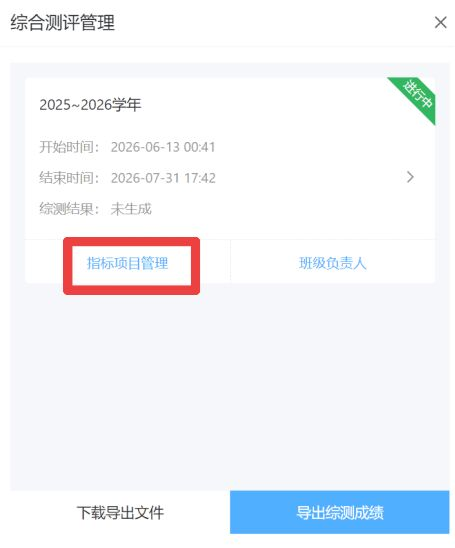 综合测评管理
进行中
2025~2026学年
开始时间： 2026-06-13 00:41
结束时间： 2026-07-31 17:42
综测结果： 未生成
指标项目管理
班级负责人
下载导出文件
导出综测成绩